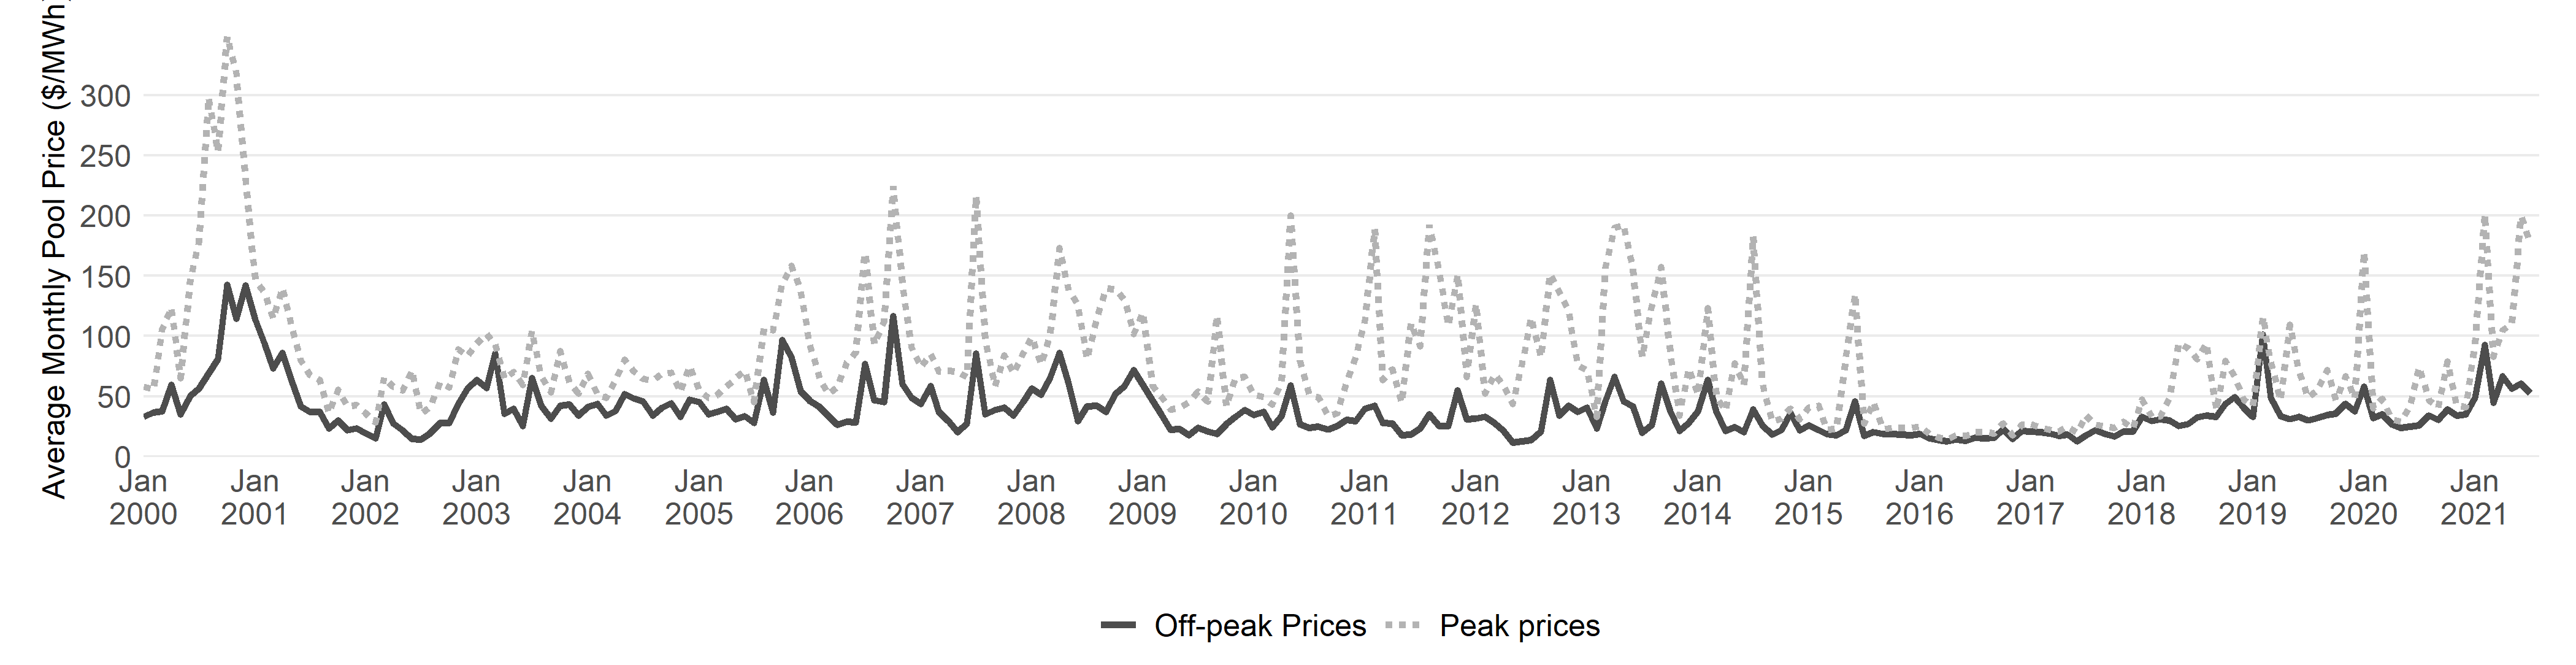 Average Monthly Pool Price ($/MWh)
300
250
200
150
100
50
0
Jan 2000
Jan 2001
Jan 2002
Jan 2003
Jan 2004
Jan 2005
Jan 2006
Jan 2007
Jan 2008
Jan 2009
Jan 2010
Jan 2011
Jan 2012
Jan 2013
Jan 2014
Jan 2015
Jan 2016
Jan 2017
Jan 2018
Jan 2019
Jan 2020
Jan 2021
Off-peak Prices
Peak prices